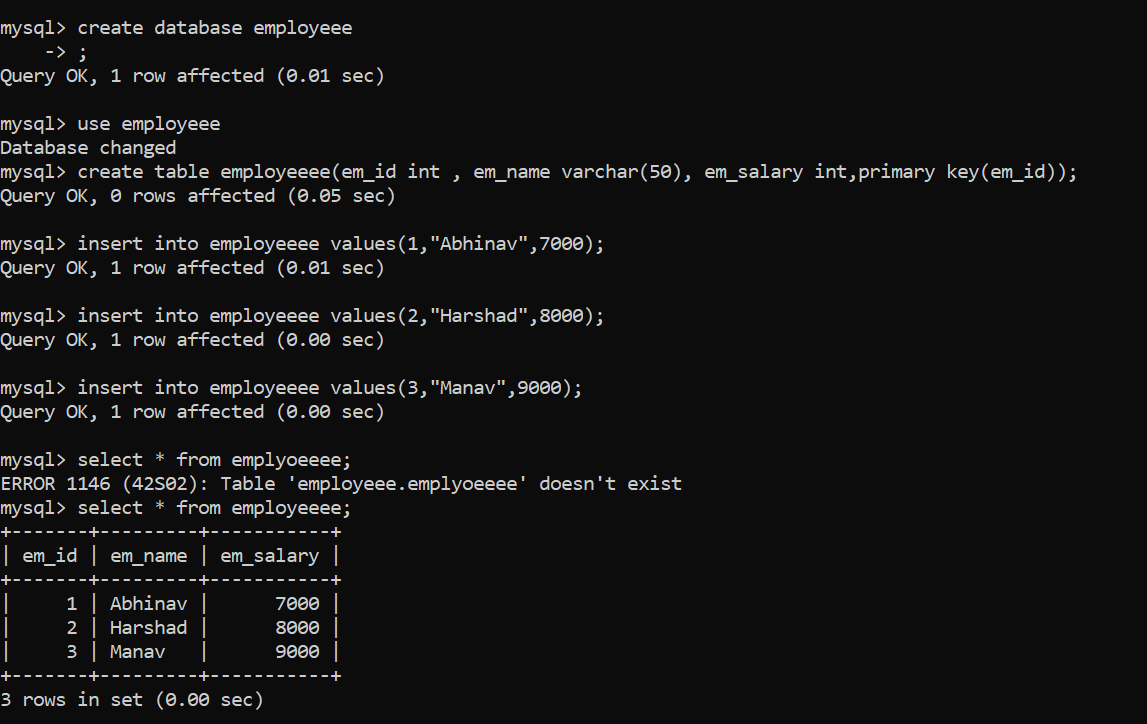 mysql> create database employeee
    -> ;
Query OK, 1 row affected (0.01 sec)
mysql> use employeee
Database changed
mysql> create table employeeee(em_id int , em_name varchar(50), em_salary int,primary key(em_id));
Query OK, 0 rows affected (0.05 sec)
mysql> insert into employeeee values(1,"Abhinav",7000);
Query OK, 1 row affected (0.01 sec)
mysql> insert into employeeee values(2,"Harshad",8000);
Query OK, 1 row affected (0.00 sec)
mysql> insert into employeeee values(3,"Manav",9000);
Query OK, 1 row affected (0.00 sec)
mysql> select * from emplyoeeee;
ERROR 1146 (42S02): Table 'employeee.emplyoeeee' doesn't exist
mysql> select * from employeeee;
+-------+---------+-----------+
| em_id | em_name | em_salary |
+-------+---------+-----------+
|     1 | Abhinav |      7000 |
|     2 | Harshad |      8000 |
|     3 | Manav   |      9000 |
+-------+---------+-----------+
3 rows in set (0.00 sec)